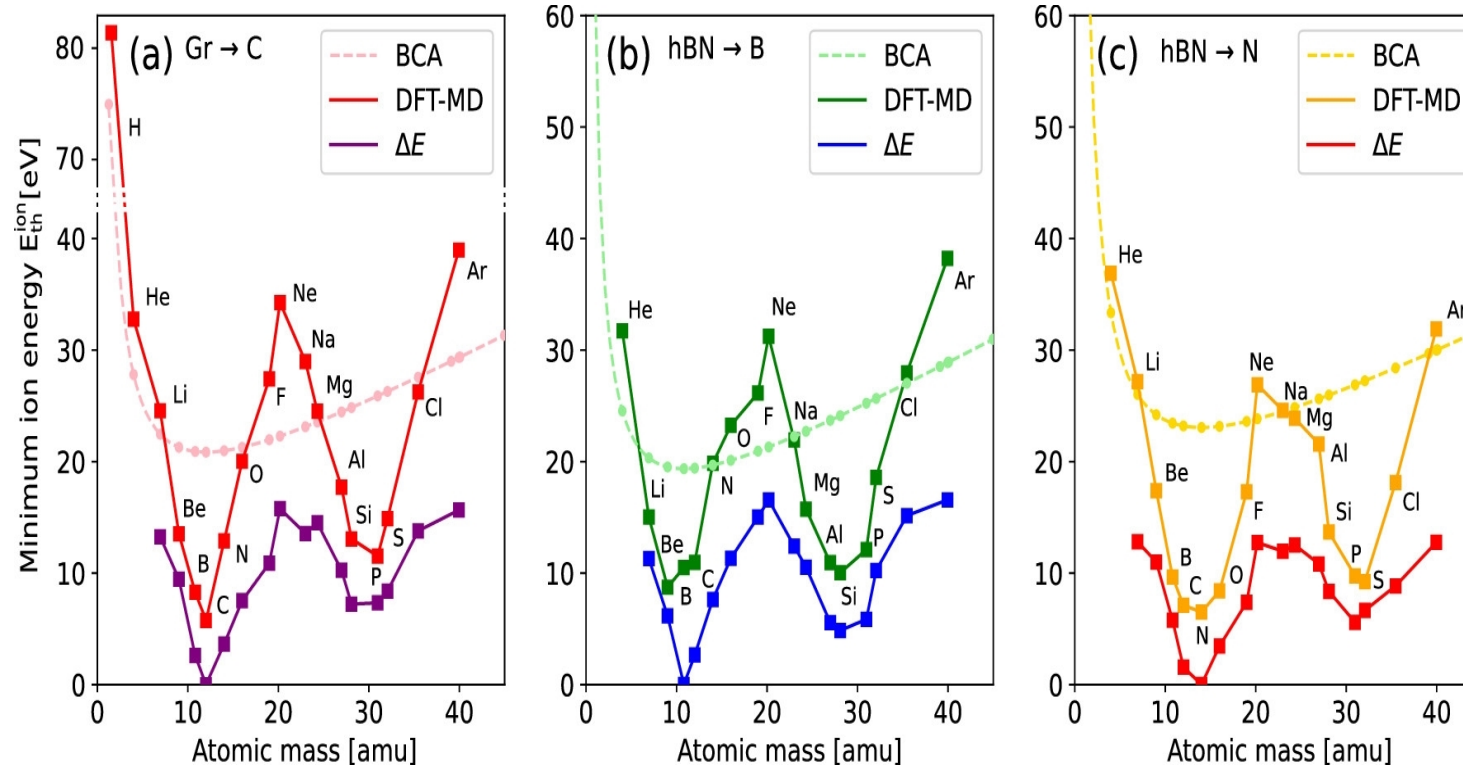 Minimum ion energy E_th^ion [eV]
(a) Gr → C
BCA
DFT-MD
ΔE
80
70
40
30
20
10
0
H
He
Li
Be
B
C
N
O
F
Ne
Na
Mg
Al
Si
P
S
Cl
Ar
0 10 20 30 40
Atomic mass [amu]
(b) hBN → B
BCA
DFT-MD
ΔE
60
50
40
30
20
10
0
He
Li
Be
B
C
N
O
F
Ne
Na
Mg
Al
Si
P
S
Cl
Ar
0 10 20 30 40
Atomic mass [amu]
(c) hBN → N
BCA
DFT-MD
ΔE
60
50
40
30
20
10
0
He
Li
Be
B
C
N
O
F
Ne
Na
Mg
Al
Si
P
S
Cl
Ar
0 10 20 30 40
Atomic mass [amu]